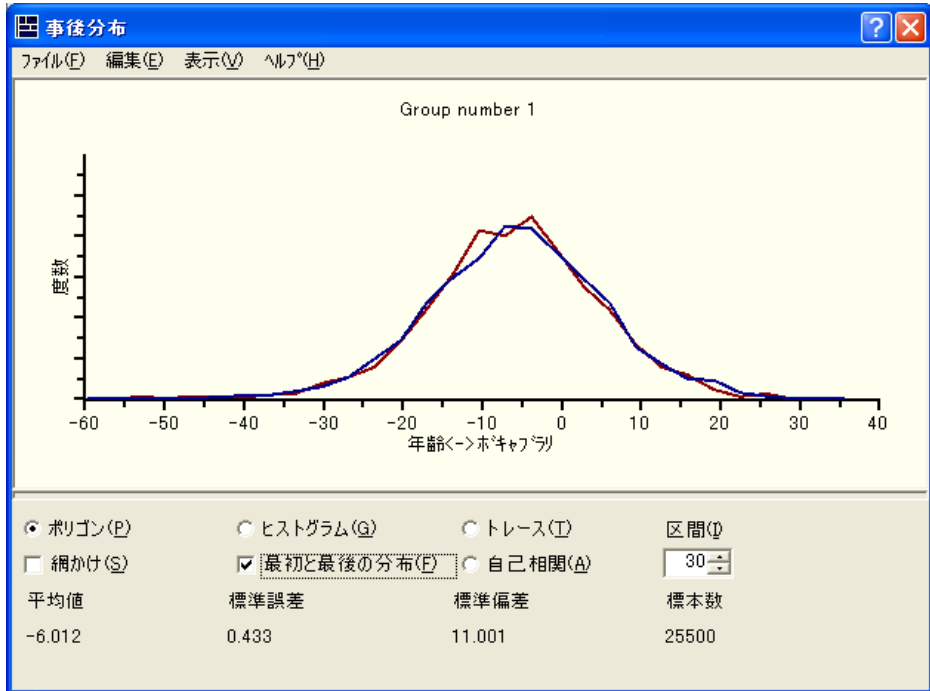 事後分布
ファイル(F) 編集(E) 表示(V) ヘルプ(H)
Group number 1
度数
-60 -50 -40 -30 -20 -10 0 10 20 30 40
年齢<->ボキャブラリ
ポリゴン(P) ヒストグラム(G) トレース(T) 区間(I)
網かけ(S) 最初と最後の分布(F) 自己相関(A) 30
平均値 標準誤差 標準偏差 標本数
-6.012 0.433 11.001 25500